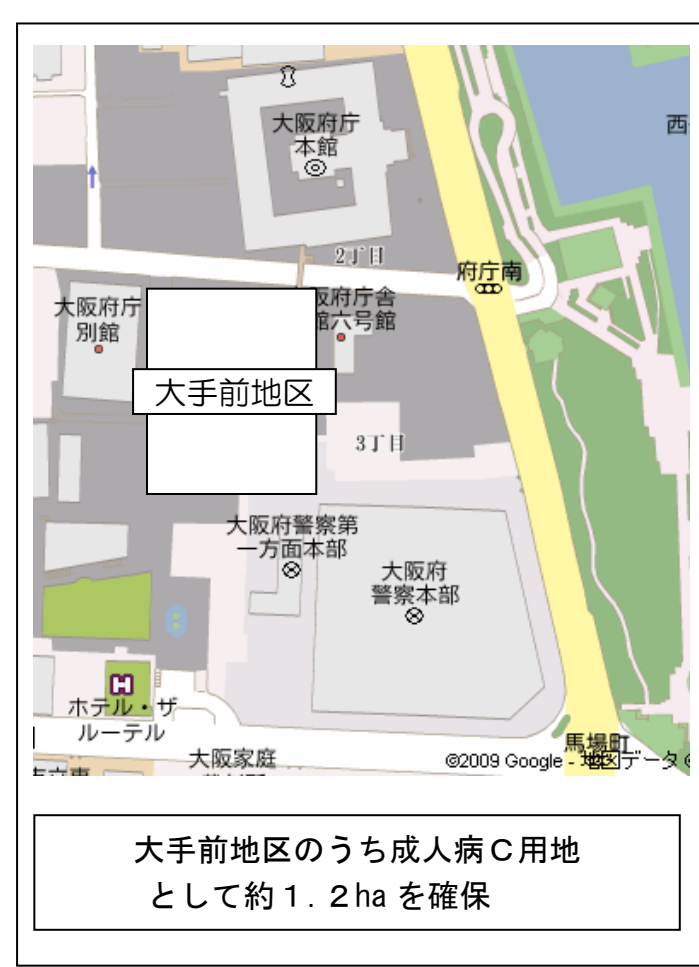 大阪府庁
本館
西
2丁目
府庁南
大阪府庁
別館
阪府庁舎
館六号館
大手前地区
3丁目
大阪府警察第
一方面本部
大阪府
警察本部
ホテル・ザ
ルーテル
大阪家庭
馬場町
©2009 Google - 地図データ ©
大手前地区のうち成人病Ｃ用地
として約１．２ha を確保